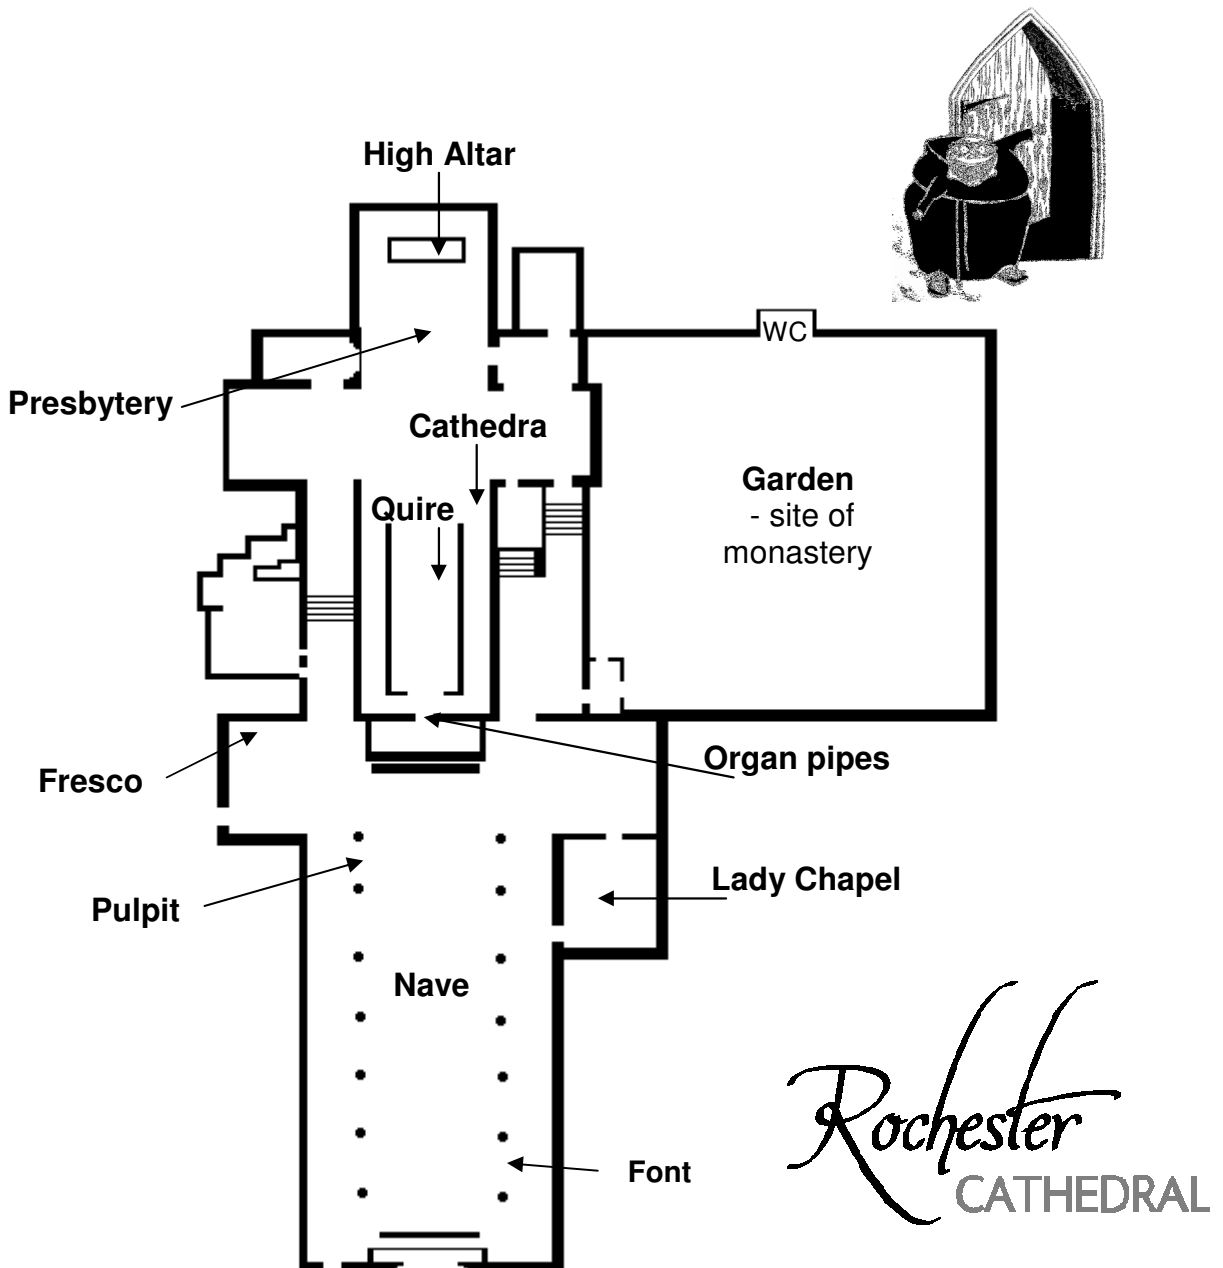 High Altar
WC
Presbytery
Cathedra
Garden
- site of
monastery
Quire
Organ pipes
Fresco
Lady Chapel
Pulpit
Nave
Rochester
CATHEDRAL
Font